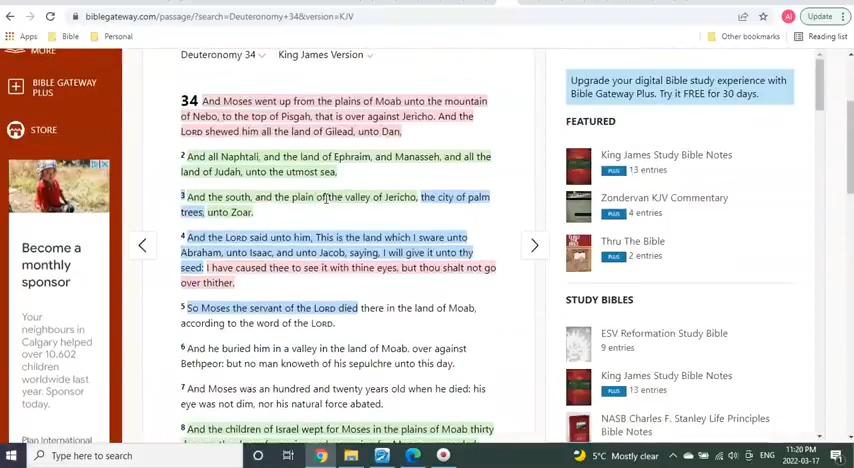 biblegateway.com/passage/?search=Deuteronomy+34&version=KJV
AI
Update
Apps
Bible
Personal
Other bookmarks
Reading list
MORE
BIBLE GATEWAY
PLUS
STORE
Become a
monthly
sponsor
Your
neighbours in
Calgary helped
over 10,602
children
worldwide last
year. Sponsor
today.
Plan International
Deuteronomy 34
King James Version
34 And Moses went up from the plains of Moab unto the mountain
of Nebo, to the top of Pisgah, that is over against Jericho. And the
LORD shewed him all the land of Gilead, unto Dan,
2 And all Naphtali, and the land of Ephraim, and Manasseh, and all the
land of Judah, unto the utmost sea,
3 And the south, and the plain of the valley of Jericho, the city of palm
trees, unto Zoar.
4 And the LORD said unto him, This is the land which I sware unto
Abraham, unto Isaac, and unto Jacob, saying, I will give it unto thy
seed: I have caused thee to see it with thine eyes, but thou shalt not go
over thither.
5 So Moses the servant of the LORD died there in the land of Moab,
according to the word of the LORD.
6 And he buried him in a valley in the land of Moab, over against
Bethpeor: but no man knoweth of his sepulchre unto this day.
7 And Moses was an hundred and twenty years old when he died: his
eye was not dim, nor his natural force abated.
8 And the children of Israel wept for Moses in the plains of Moab thirty
Upgrade your digital Bible study experience with
Bible Gateway Plus. Try it FREE for 30 days.
FEATURED
King James Study Bible Notes
PLUS 13 entries
Zondervan KJV Commentary
PLUS 4 entries
Thru The Bible
PLUS 2 entries
STUDY BIBLES
ESV Reformation Study Bible
9 entries
King James Study Bible Notes
PLUS 13 entries
NASB Charles F. Stanley Life Principles
Bible Notes
Type here to search
5°C Mostly clear
ENG
11:20 PM
2022-03-17